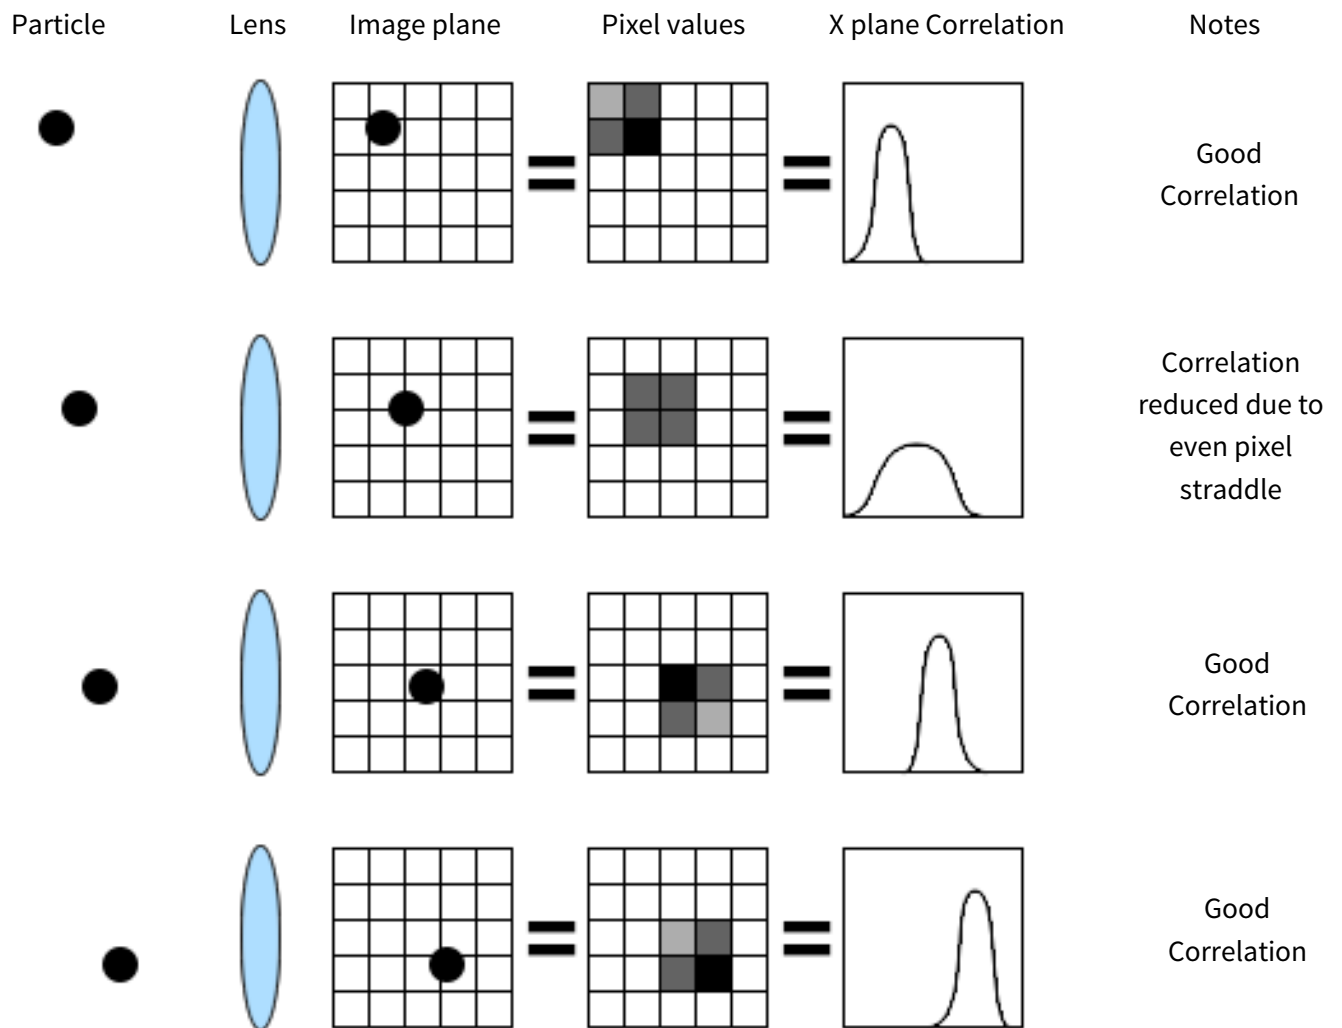 Particle
Lens
Image plane
Pixel values
X plane Correlation
Notes
Good
Correlation
Correlation
reduced due to
even pixel
straddle
Good
Correlation
Good
Correlation